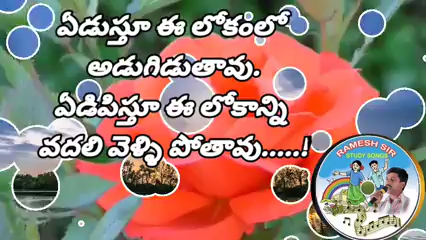 ఏడుస్తూ ఈ లోకంలో
అడుగిడుతావు.
ఏడిపిస్తూ ఈ లోకాన్ని
వదలి వెళ్ళి పోతావు......!
RAMESH SIR
STUDY SONGS